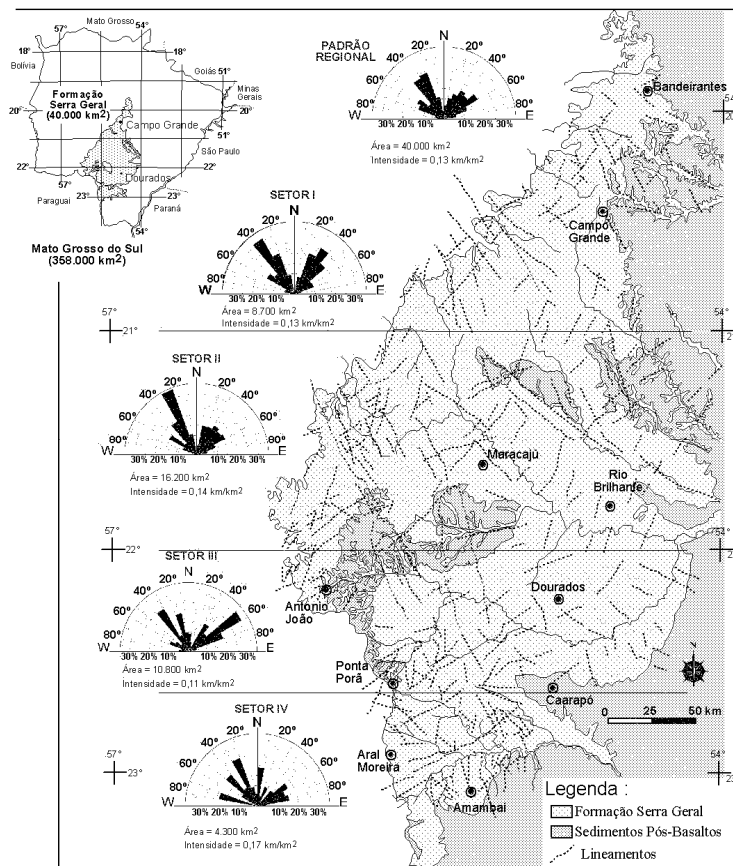 Mato Grosso
57°
54°
18°
18°
Bolívia
Goiás
51°
Minas
Gerais
Formação
Serra Geral
(40.000 km²)
20°
20°
Campo Grande
51°
São Paulo
22°
22°
Dourados
57°
23°
Paraguai
Paraná
54°
Mato Grosso do Sul
(358.000 km²)
PADRÃO
REGIONAL
N
20° 20°
40° 40°
60° 60°
80° 80°
W E
30% 20% 10% 10% 20% 30%
Área = 40.000 km²
Intensidade = 0,13 km/km²
SETOR I
N
20° 20°
40° 40°
60° 60°
80° 80°
W E
30% 20% 10% 10% 20% 30%
Área = 8.700 km²
Intensidade = 0,13 km/km²
57°
21°
54°
SETOR II
N
20° 20°
40° 40°
60° 60°
80° 80°
W E
30% 20% 10% 10% 20% 30%
Área = 16.200 km²
Intensidade = 0,14 km/km²
57°
22°
54°
SETOR III
N
20° 20°
40° 40°
60° 60°
80° 80°
W E
30% 20% 10% 10% 20% 30%
Área = 10.800 km²
Intensidade = 0,11 km/km²
SETOR IV
N
20° 20°
40° 40°
60° 60°
80° 80°
W E
30% 20% 10% 10% 20% 30%
Área = 4.300 km²
Intensidade = 0,17 km/km²
57°
23°
54°
Bandeirantes
Campo
Grande
Maracajú
Rio
Brilhante
Antonio
João
Dourados
Ponta
Porã
Caarapó
Aral
Moreira
Amambai
0 25 50 km
Legenda :
Formação Serra Geral
Sedimentos Pós-Basaltos
Lineamentos